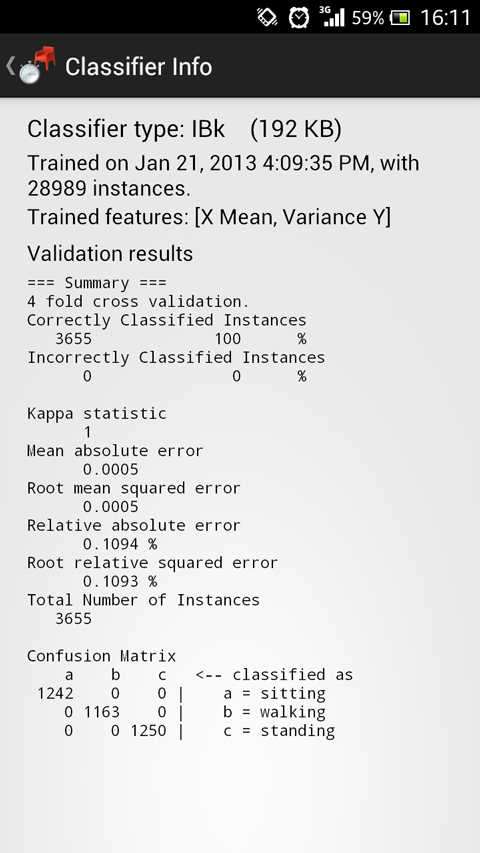 3G 59% 16:11
Classifier Info
Classifier type: IBk (192 KB)
Trained on Jan 21, 2013 4:09:35 PM, with
28989 instances.
Trained features: [X Mean, Variance Y]
Validation results
=== Summary ===
4 fold cross validation.
Correctly Classified Instances
3655 100 %
Incorrectly Classified Instances
0 0 %
Kappa statistic
1
Mean absolute error
0.0005
Root mean squared error
0.0005
Relative absolute error
0.1094 %
Root relative squared error
0.1093 %
Total Number of Instances
3655
Confusion Matrix
a b c <-- classified as
1242 0 0 | a = sitting
0 1163 0 | b = walking
0 0 1250 | c = standing